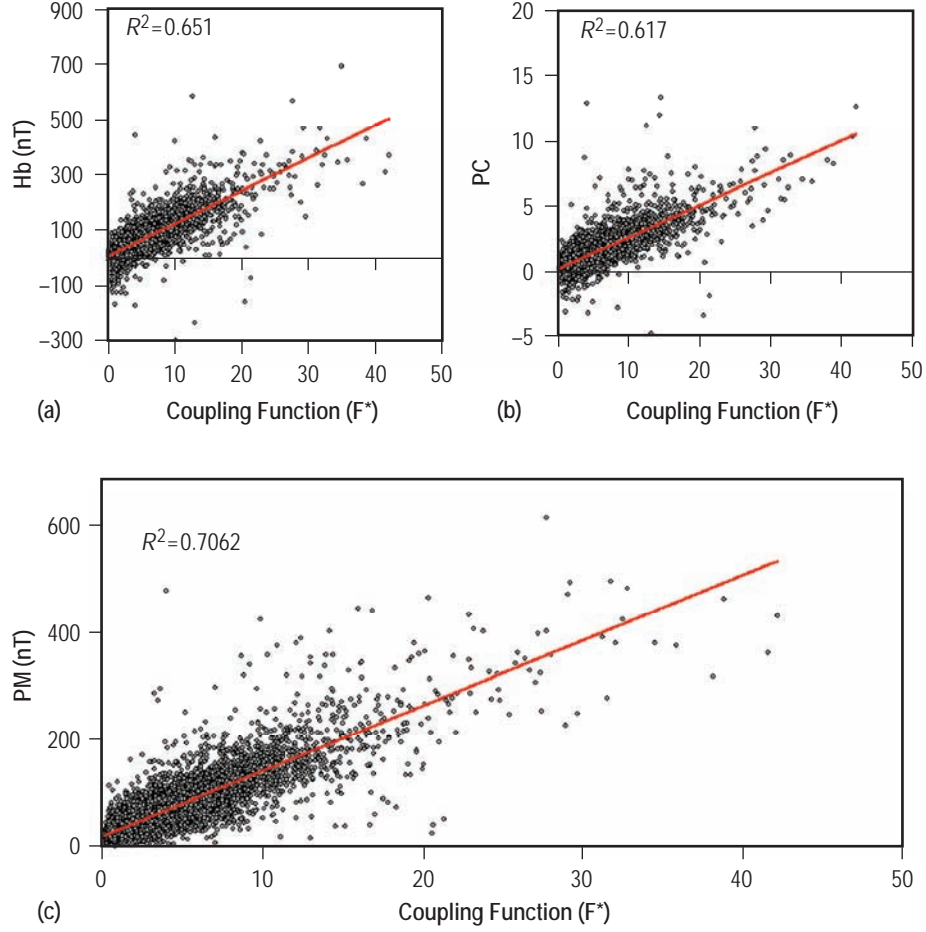 900
700
500
300
100
−100
−300
Hb (nT)
R²=0.651
0 10 20 30 40 50
(a) Coupling Function (F*)
20
15
10
5
0
−5
PC
R²=0.617
0 10 20 30 40 50
(b) Coupling Function (F*)
600
400
200
0
PM (nT)
R²=0.7062
0 10 20 30 40 50
(c) Coupling Function (F*)